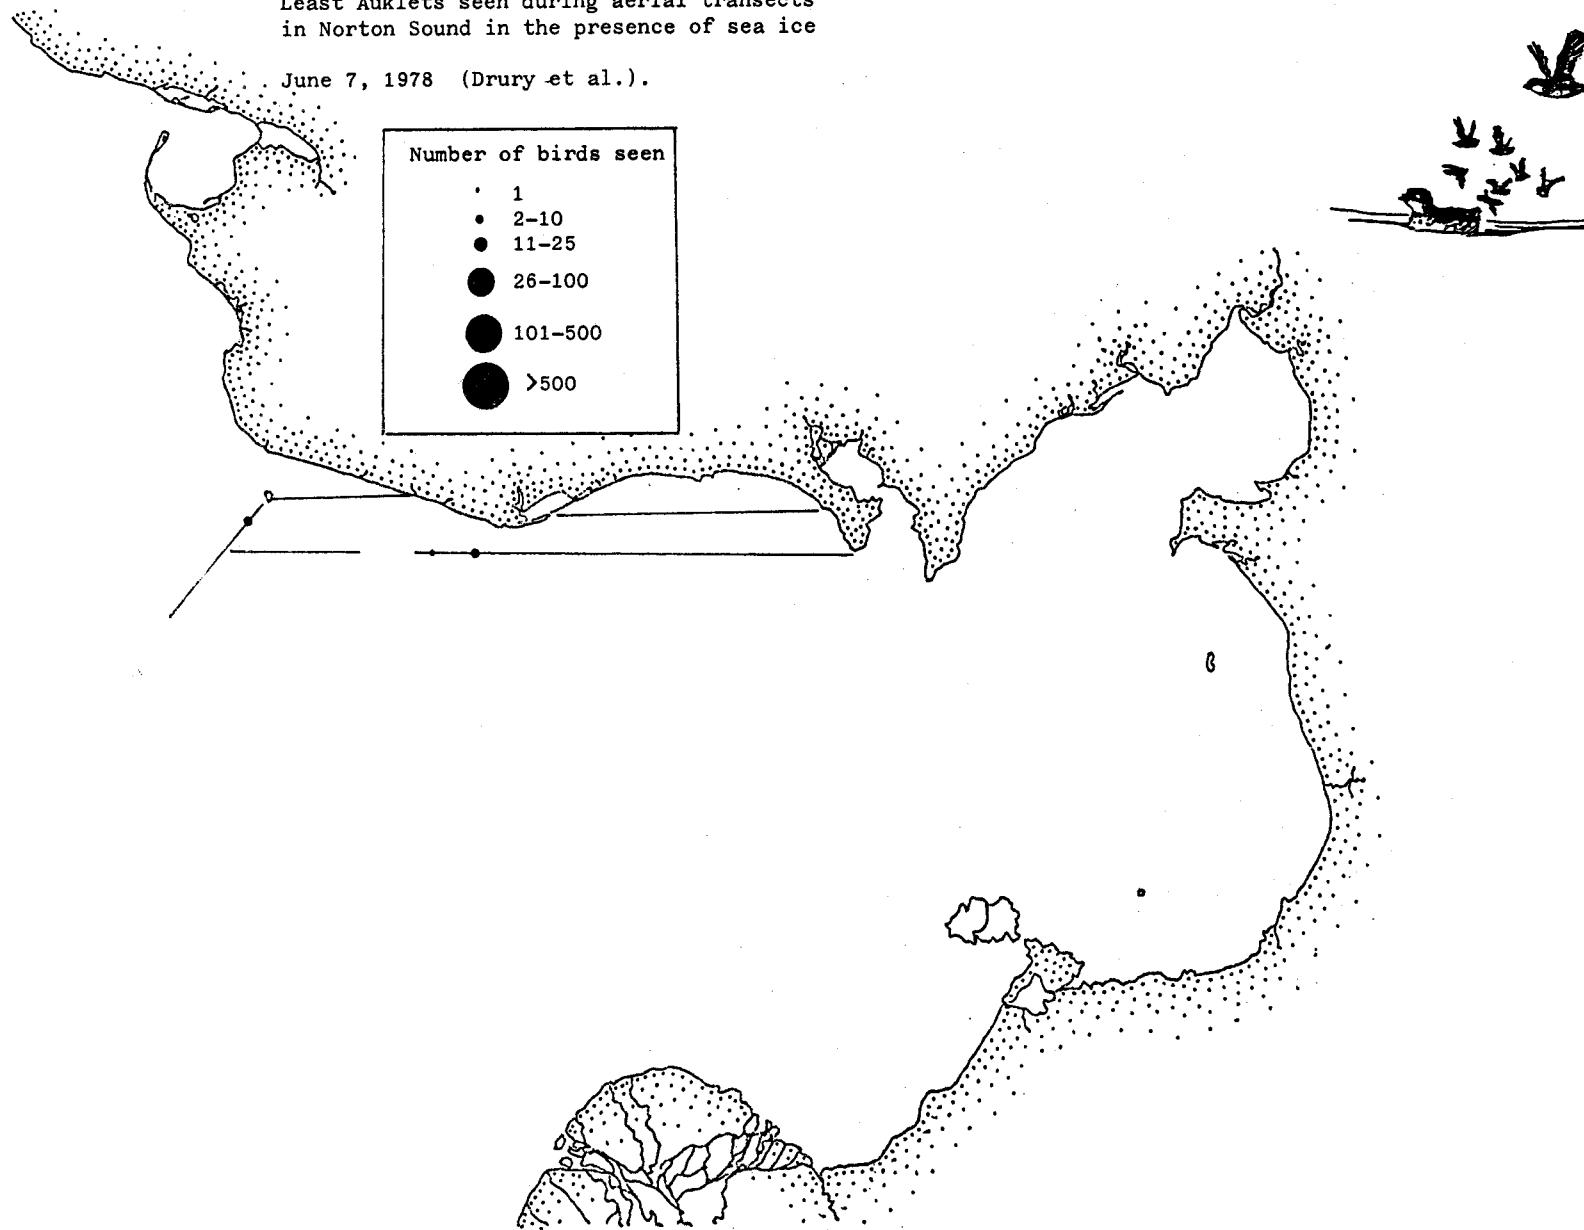 Least Auklets seen during aerial transects
in Norton Sound in the presence of sea ice
June 7, 1978 (Drury et al.).
Number of birds seen
1
2-10
11-25
26-100
101-500
>500